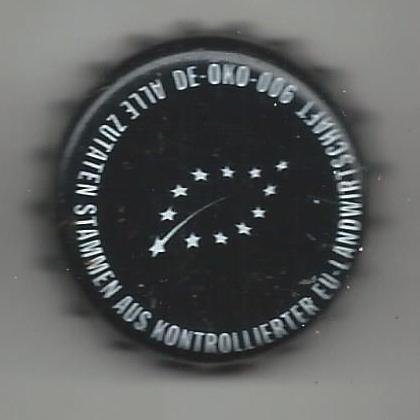 DE-ÖKO-006 ALLE ZUTATEN STAMMEN AUS KONTROLLIERTER EU-LANDWIRTSCHAFT